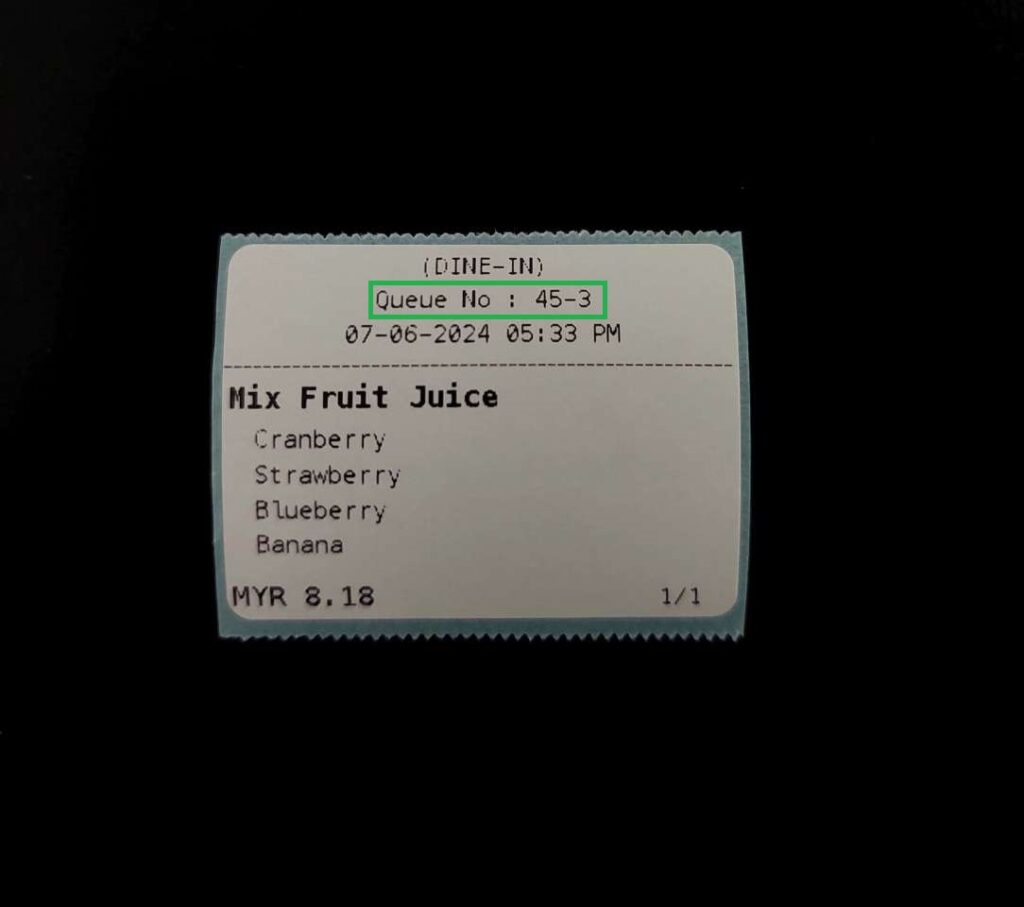 (DINE-IN)
Queue No : 45-3
07-06-2024 05:33 PM
Mix Fruit Juice
Cranberry
Strawberry
Blueberry
Banana
MYR 8.18 1/1